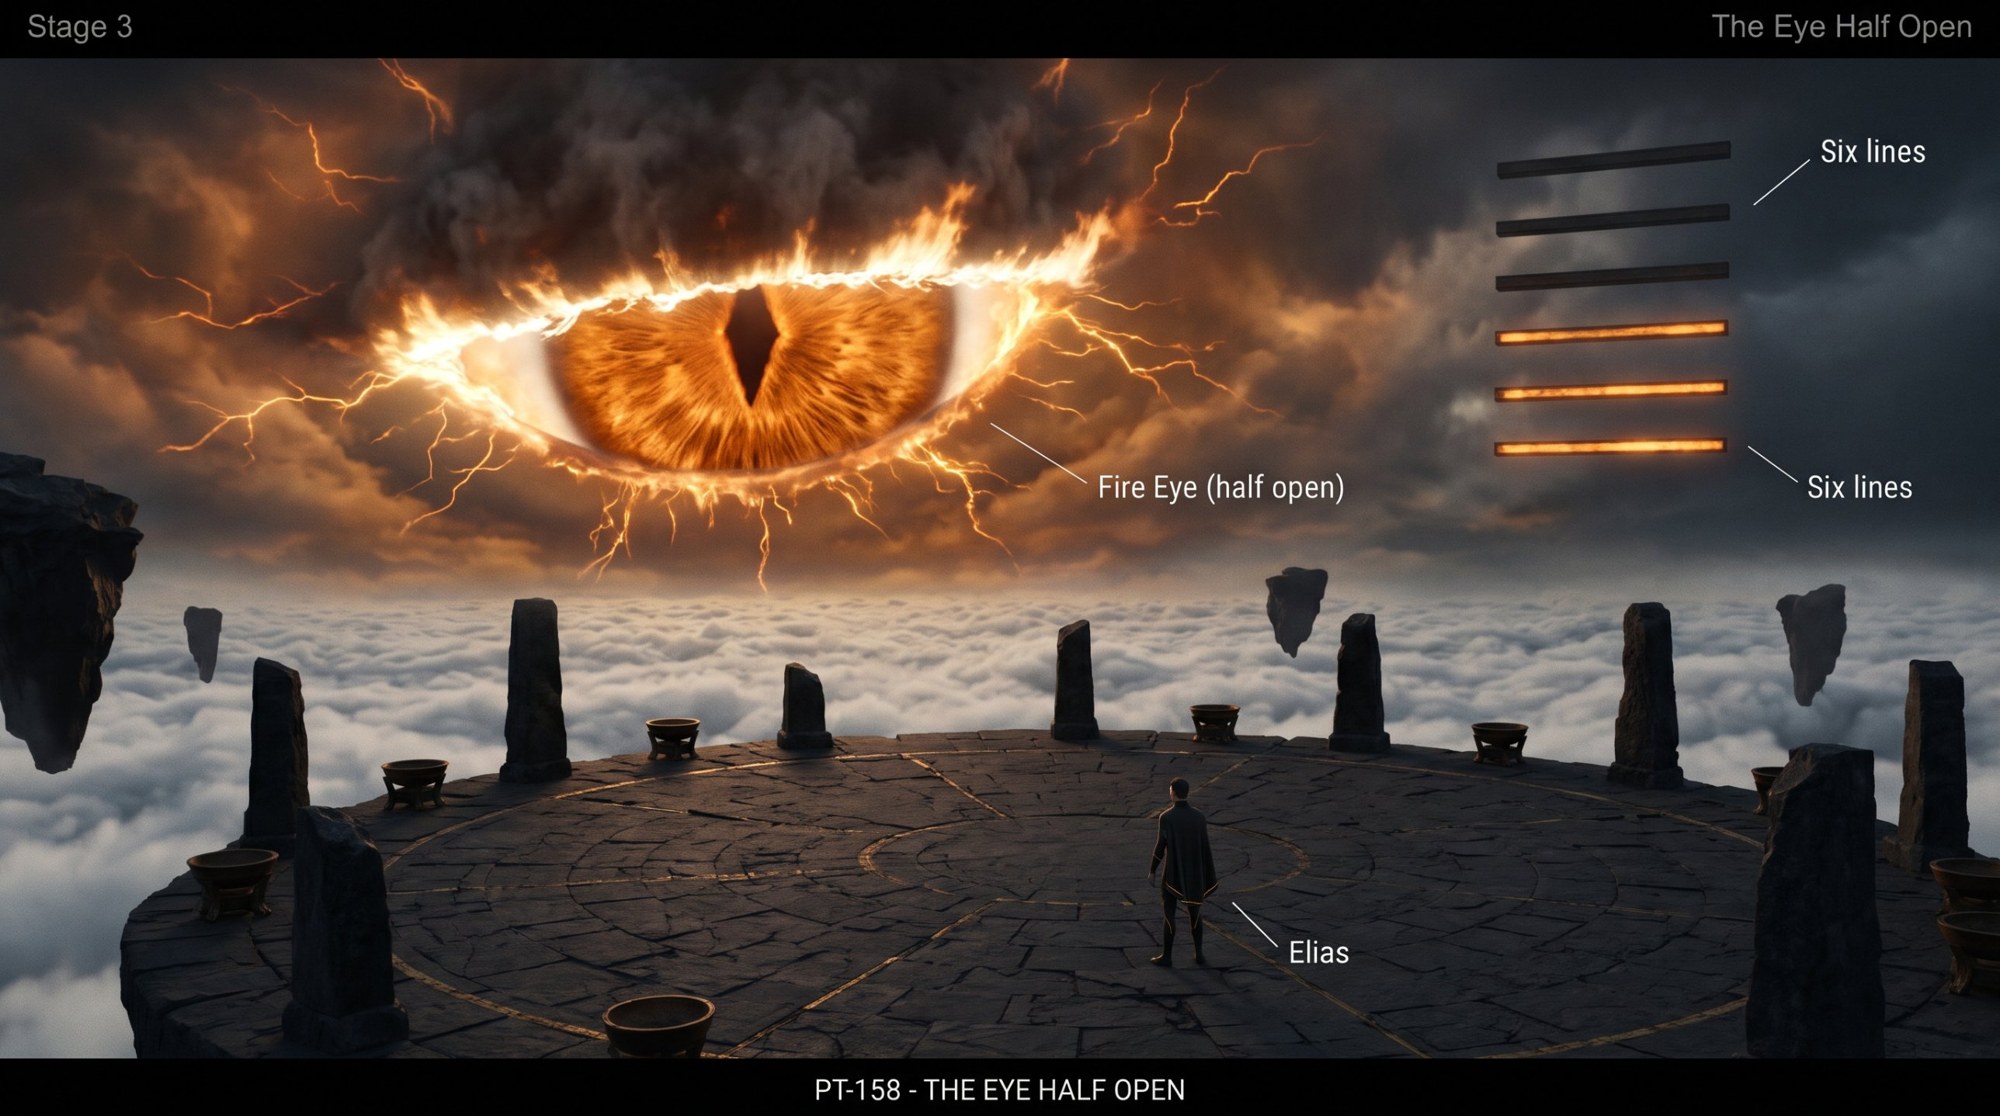 Stage 3
The Eye Half Open
Six lines
Fire Eye (half open)
Six lines
Elias
PT-158 - THE EYE HALF OPEN